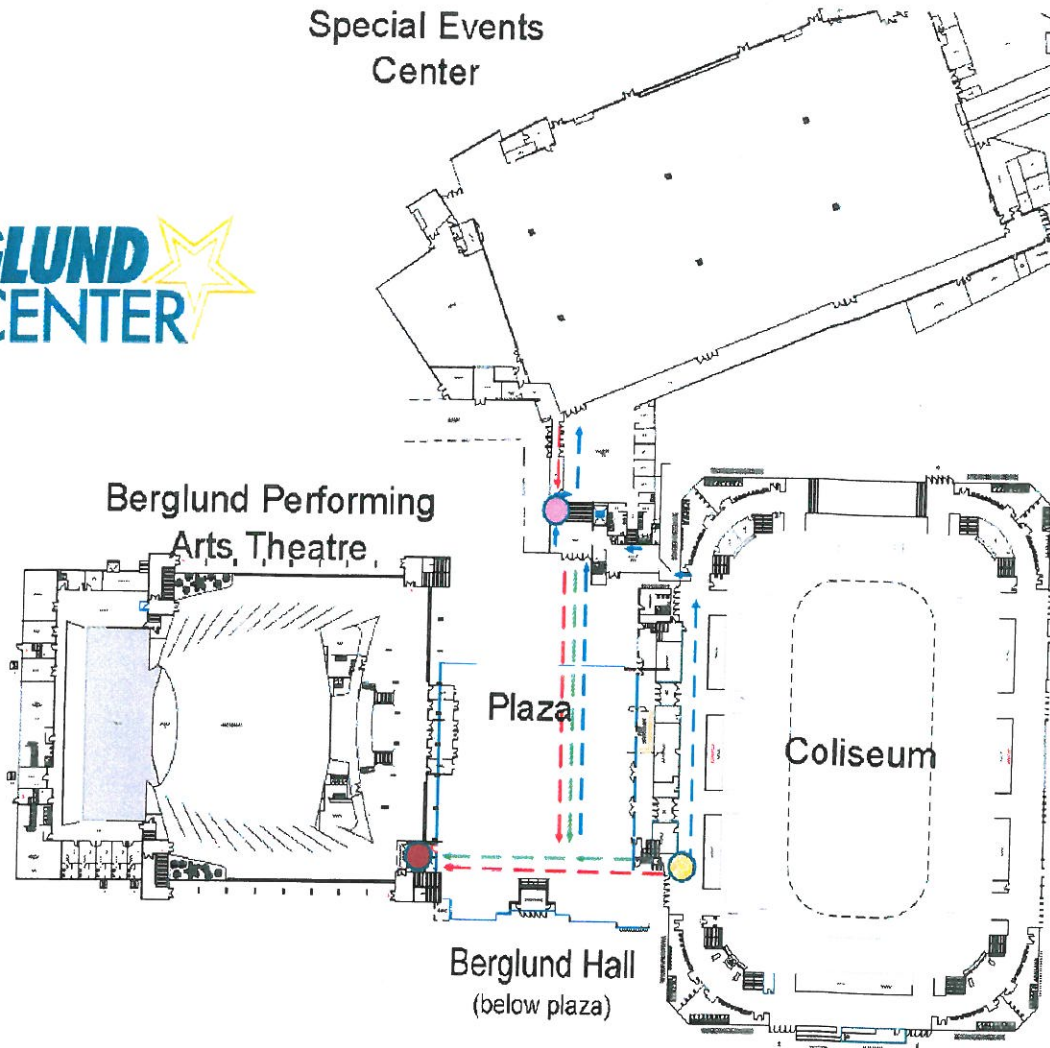 Special Events
Center
GLUND
CENTER
Berglund Performing
Arts Theatre
Plaza
Coliseum
Berglund Hall
(below plaza)